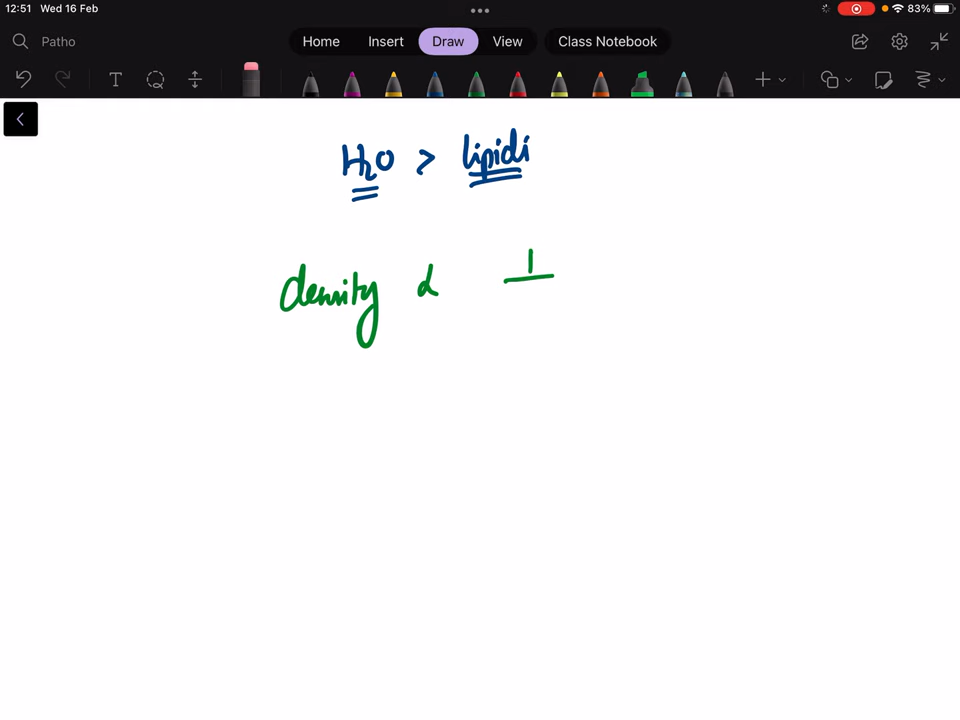 12:51 Wed 16 Feb
83%
Patho
Home Insert Draw View Class Notebook
T
H₂O > lipidi
density α 1